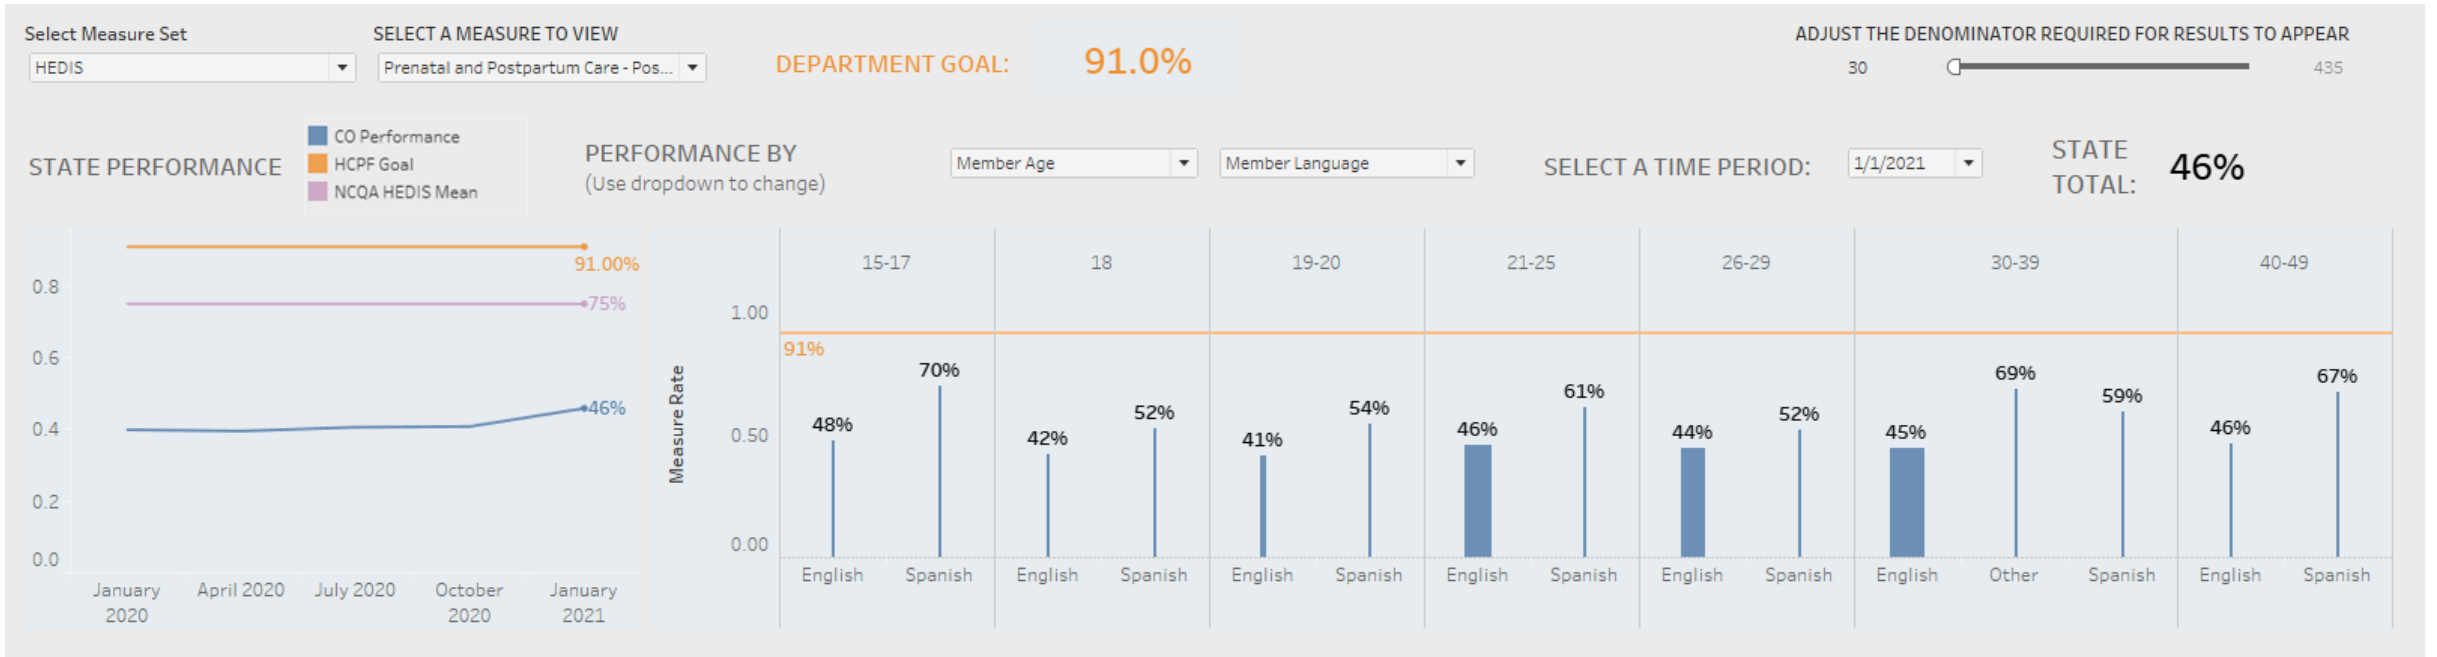 Select Measure Set
HEDIS
SELECT A MEASURE TO VIEW
Prenatal and Postpartum Care - Pos...
DEPARTMENT GOAL:
91.0%
ADJUST THE DENOMINATOR REQUIRED FOR RESULTS TO APPEAR
30
435
STATE PERFORMANCE
CO Performance
HCPF Goal
NCQA HEDIS Mean
PERFORMANCE BY
(Use dropdown to change)
Member Age
Member Language
SELECT A TIME PERIOD:
1/1/2021
STATE
TOTAL:
46%
0.8
0.6
0.4
0.2
0.0
91.00%
75%
46%
January
2020
April 2020
July 2020
October
2020
January
2021
Measure Rate
1.00
0.50
0.00
15-17
18
19-20
21-25
26-29
30-39
40-49
91%
48%
70%
42%
52%
41%
54%
46%
61%
44%
52%
45%
69%
59%
46%
67%
English
Spanish
English
Spanish
English
Spanish
English
Spanish
English
Spanish
English
Other
Spanish
English
Spanish